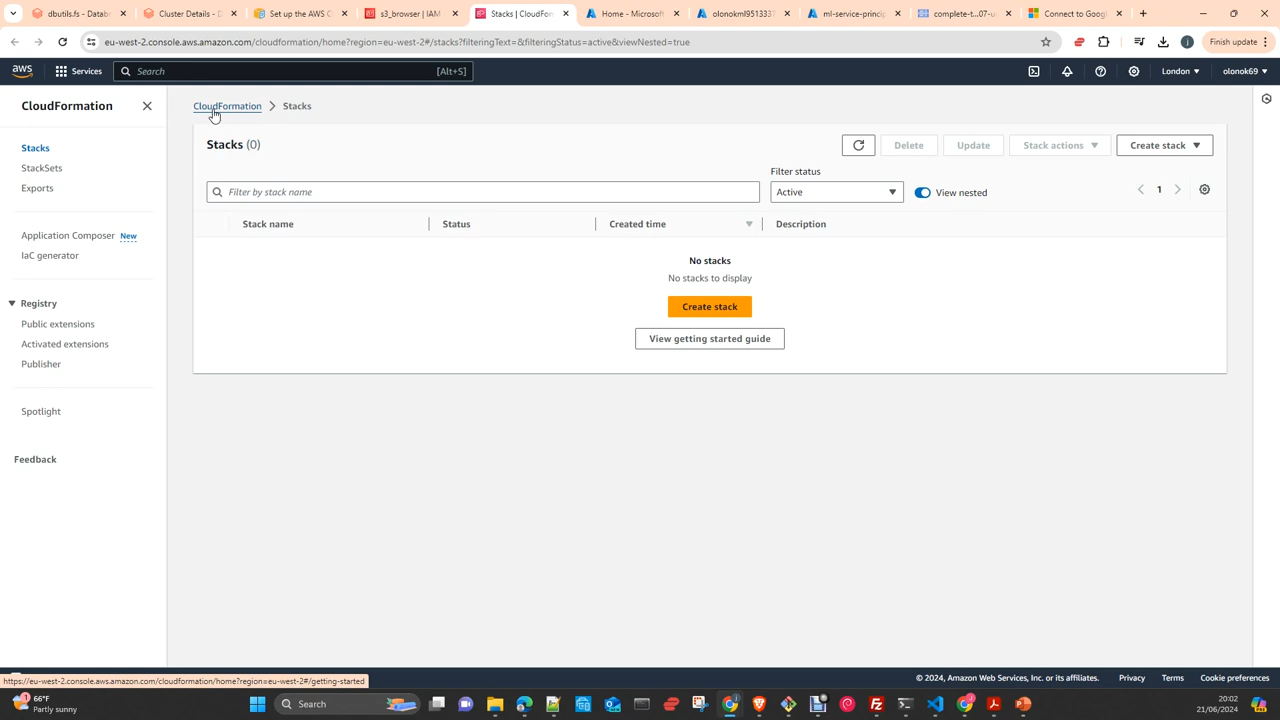 dbutils.fs - Datab
Cluster Details - D
Set up the AWS C
s3_browser | IAM
Stacks | CloudFor
Home - Microsoft
olonokml9513337
ml-service-princip
complete-t...07-u
Connect to Googl
eu-west-2.console.aws.amazon.com/cloudformation/home?region=eu-west-2#/stacks?filteringText=&filteringStatus=active&viewNested=true
Finish update
aws
Services
Search
[Alt+S]
London
olonok69
CloudFormation
CloudFormation
Stacks
Stacks (0)
Delete
Update
Stack actions
Create stack
Stacks
StackSets
Exports
Filter status
Filter by stack name
Active
View nested
1
Stack name
Status
Created time
Description
Application Composer New
IaC generator
No stacks
No stacks to display
Create stack
View getting started guide
Registry
Public extensions
Activated extensions
Publisher
Spotlight
Feedback
https://eu-west-2.console.aws.amazon.com/cloudformation/home?region=eu-west-2#/getting-started
© 2024, Amazon Web Services, Inc. or its affiliates.
Privacy
Terms
Cookie preferences
66°F
Partly sunny
Search
20:02
21/06/2024